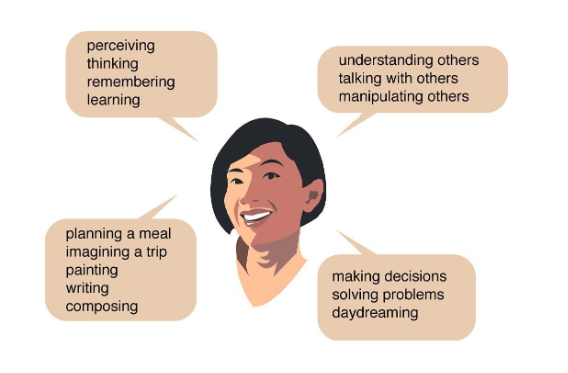 perceiving
thinking
remembering
learning
understanding others
talking with others
manipulating others
planning a meal
imagining a trip
painting
writing
composing
making decisions
solving problems
daydreaming